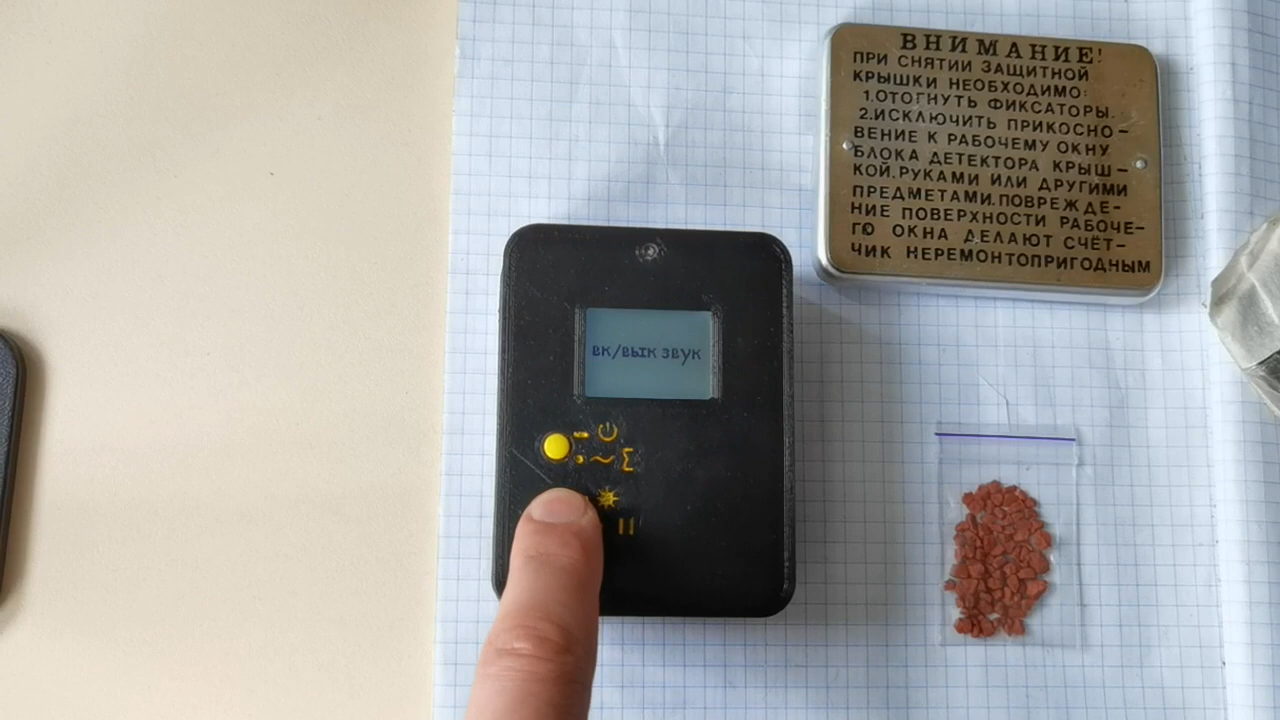 ВНИМАНИЕ!
ПРИ СНЯТИИ ЗАЩИТНОЙ
КРЫШКИ НЕОБХОДИМО:
1.ОТОГНУТЬ ФИКСАТОРЫ.
2.ИСКЛЮЧИТЬ ПРИКОСНО-
ВЕНИЕ К РАБОЧЕМУ ОКНУ
БЛОКА ДЕТЕКТОРА КРЫШ-
КОЙ.РУКАМИ ИЛИ ДРУГИМИ
ПРЕДМЕТАМИ.ПОВРЕЖДЕ-
НИЕ ПОВЕРХНОСТИ РАБОЧЕ-
ГО ОКНА ДЕЛАЮТ СЧЁТ-
ЧИК НЕРЕМОНТОПРИГОДНЫМ
ВК/ВЫК ЗВУК